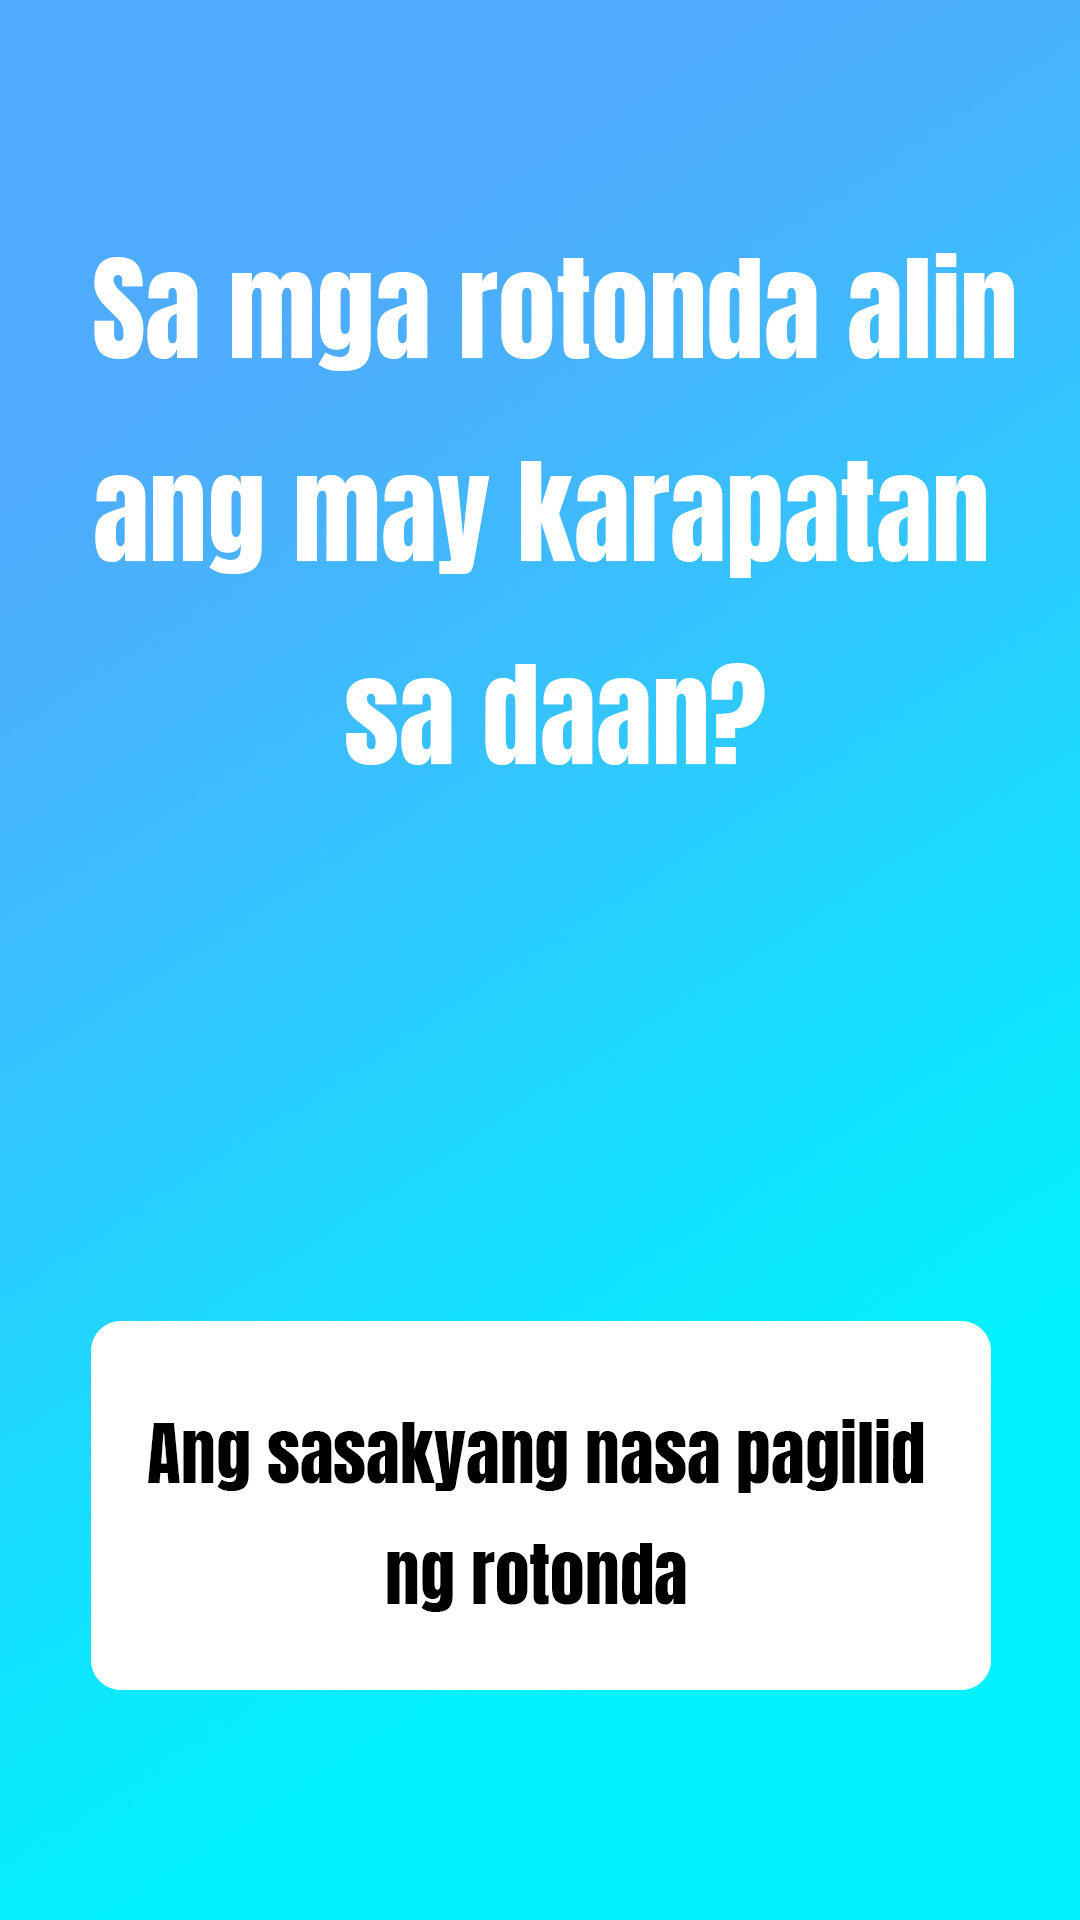 Sa mga rotonda alin
ang may karapatan
sa daan?
Ang sasakyang nasa pagilid
ng rotonda